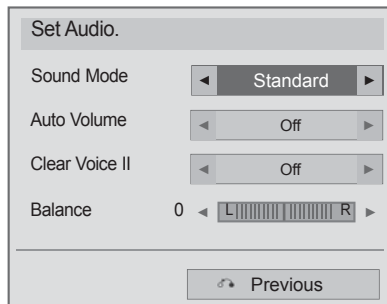 Set Audio.
Sound Mode ◄ Standard ►
Auto Volume ◄ Off ►
Clear Voice II ◄ Off ►
Balance 0 ◄ L R ►
Previous